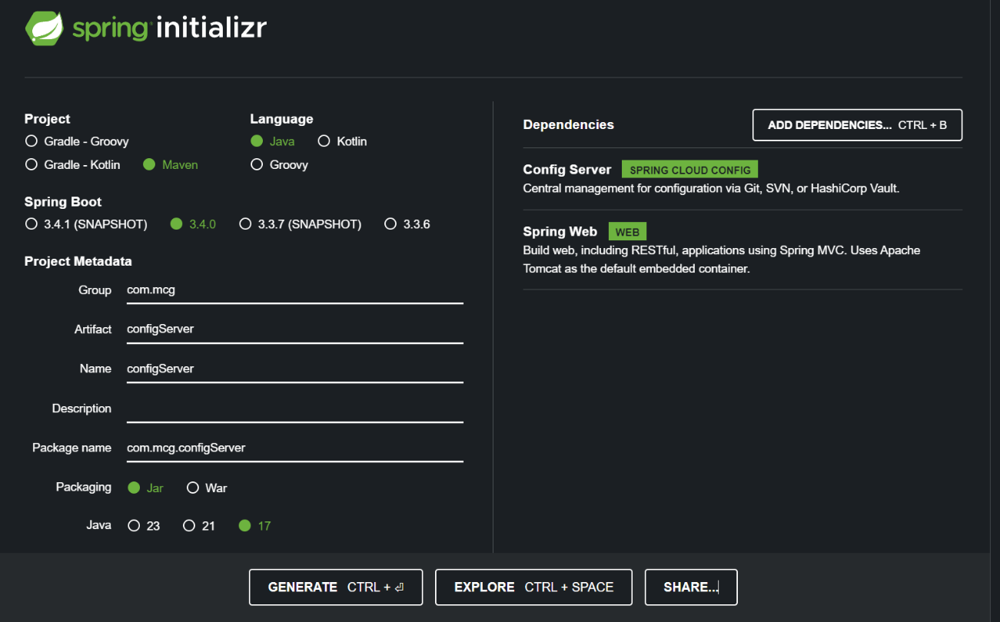 spring initializr
Project
Gradle - Groovy
Gradle - Kotlin Maven
Language
Java Kotlin
Groovy
Spring Boot
3.4.1 (SNAPSHOT) 3.4.0 3.3.7 (SNAPSHOT) 3.3.6
Project Metadata
Group com.mcg
Artifact configServer
Name configServer
Description
Package name com.mcg.configServer
Packaging Jar War
Java 23 21 17
Dependencies ADD DEPENDENCIES... CTRL + B
Config Server SPRING CLOUD CONFIG
Central management for configuration via Git, SVN, or HashiCorp Vault.
Spring Web WEB
Build web, including RESTful, applications using Spring MVC. Uses Apache
Tomcat as the default embedded container.
GENERATE CTRL + ⏎ EXPLORE CTRL + SPACE SHARE...